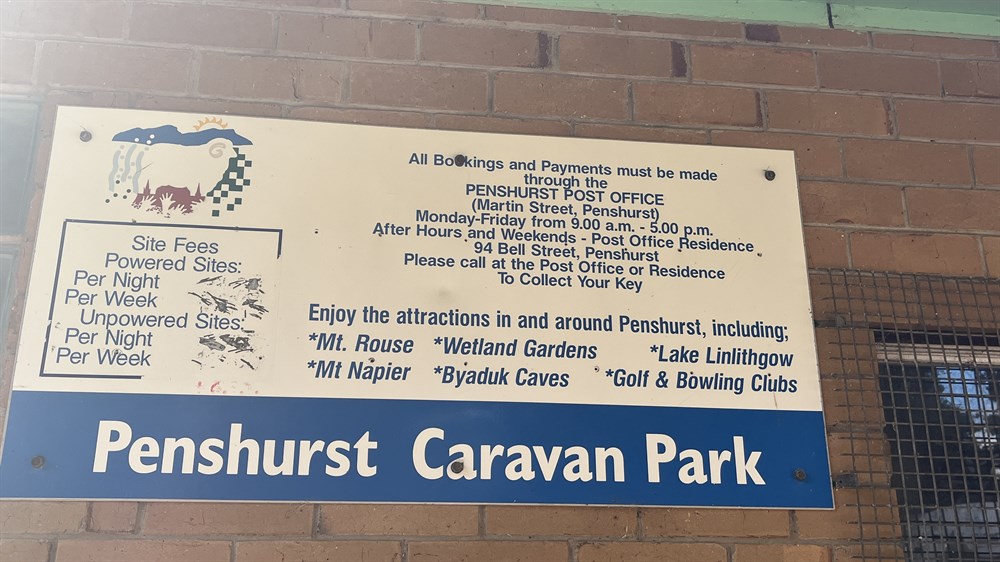 All Bookings and Payments must be made
through the
PENSHURST POST OFFICE
(Martin Street, Penshurst)
Monday-Friday from 9.00 a.m. - 5.00 p.m.
After Hours and Weekends - Post Office Residence
94 Bell Street, Penshurst
Please call at the Post Office or Residence
To Collect Your Key
Site Fees
Powered Sites:
Per Night
Per Week
Unpowered Sites:
Per Night
Per Week
Enjoy the attractions in and around Penshurst, including;
*Mt. Rouse *Wetland Gardens *Lake Linlithgow
*Mt Napier *Byaduk Caves *Golf & Bowling Clubs
Penshurst Caravan Park